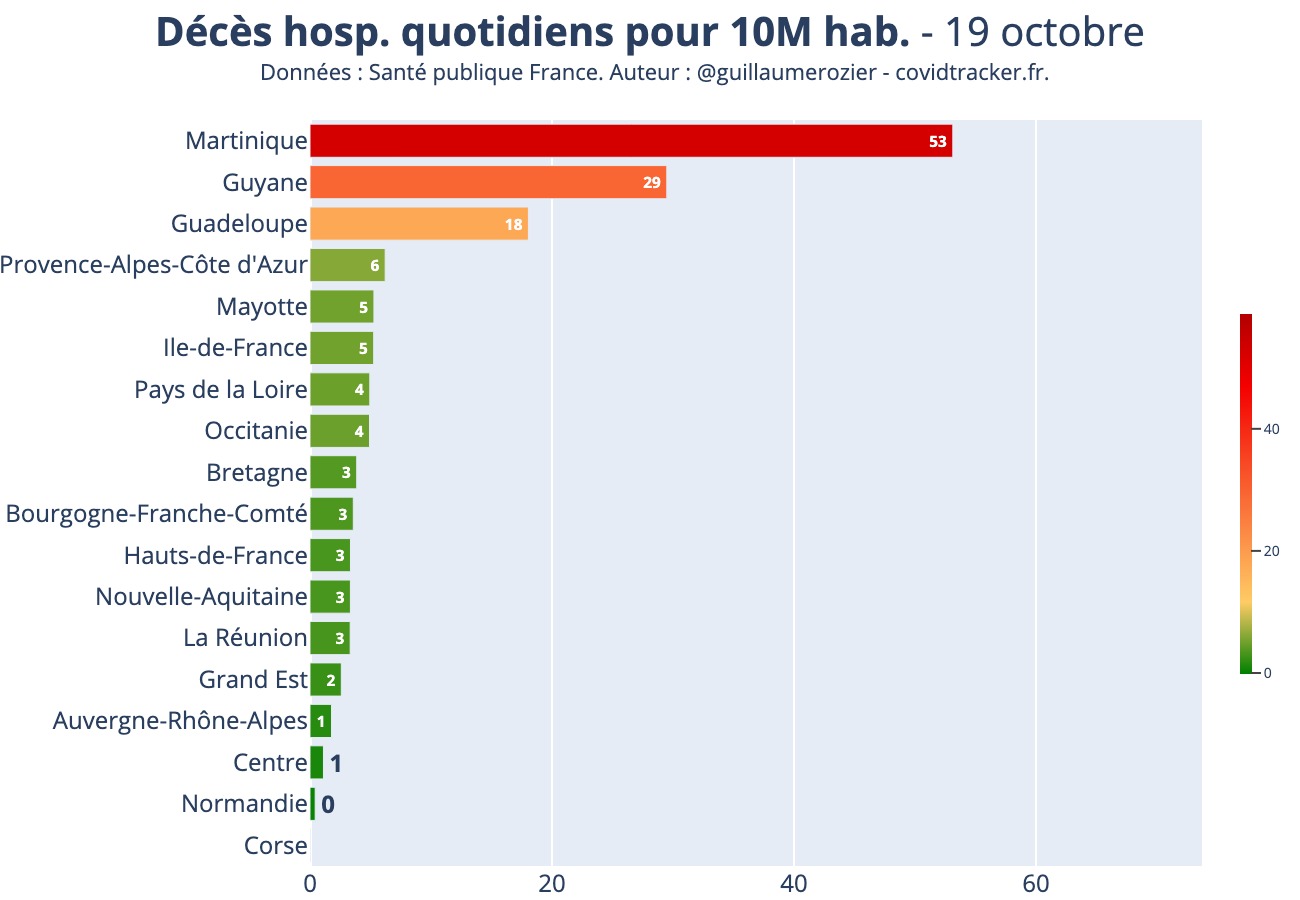 Décès hosp. quotidiens pour 10M hab. - 19 octobre
Données : Santé publique France. Auteur : @guillaumerozier - covidtracker.fr.
Martinique 53
Guyane 29
Guadeloupe 18
Provence-Alpes-Côte d'Azur 6
Mayotte 5
Ile-de-France 5
Pays de la Loire 4
Occitanie 4
Bretagne 3
Bourgogne-Franche-Comté 3
Hauts-de-France 3
Nouvelle-Aquitaine 3
La Réunion 3
Grand Est 2
Auvergne-Rhône-Alpes 1
Centre 1
Normandie 0
Corse
0 20 40 60
40
20
0